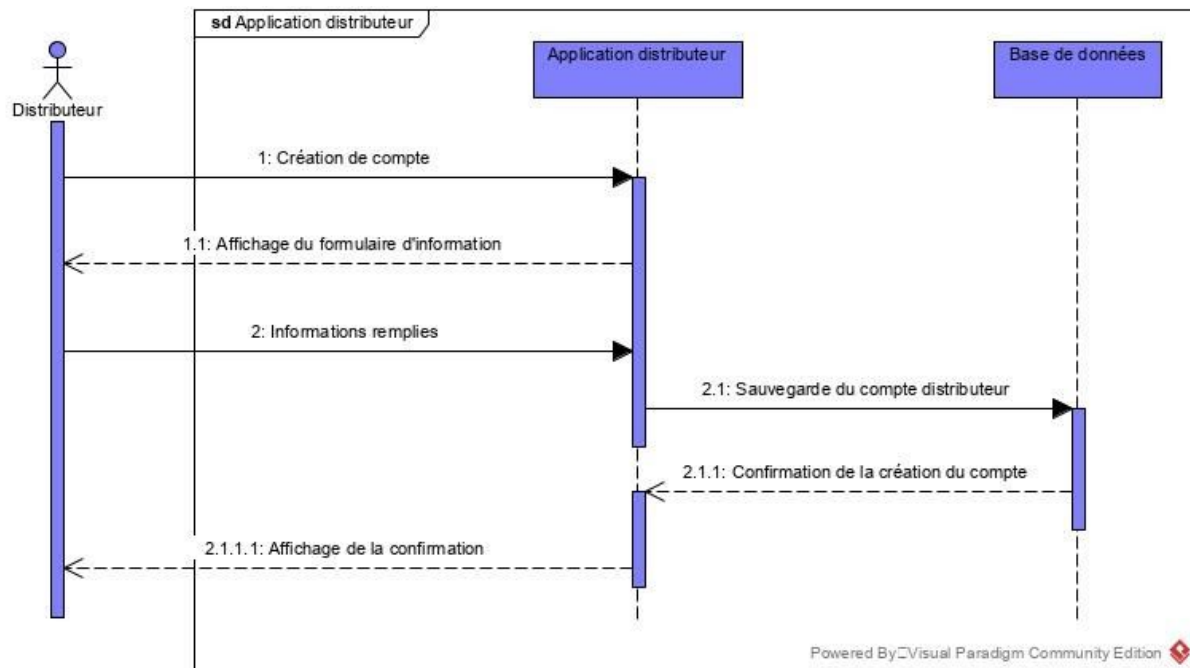 sd Application distributeur
Distributeur
Application distributeur
Base de données
1: Création de compte
1.1: Affichage du formulaire d'information
2: Informations remplies
2.1: Sauvegarde du compte distributeur
2.1.1: Confirmation de la création du compte
2.1.1.1: Affichage de la confirmation
Powered By□Visual Paradigm Community Edition